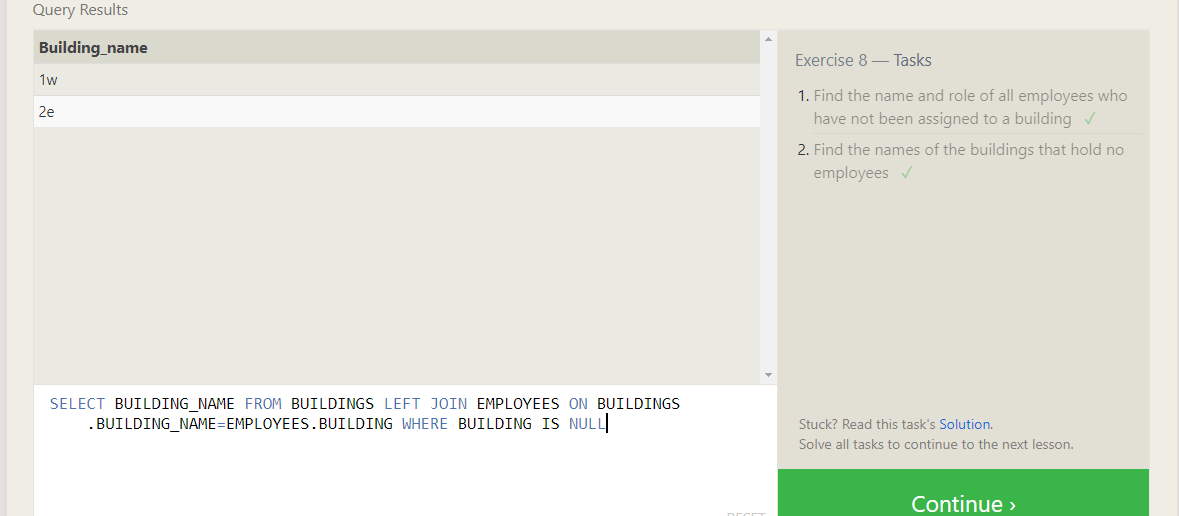 Query Results
Building_name
1w
2e
SELECT BUILDING_NAME FROM BUILDINGS LEFT JOIN EMPLOYEES ON BUILDINGS
.BUILDING_NAME=EMPLOYEES.BUILDING WHERE BUILDING IS NULL
RESET
Exercise 8 — Tasks
1. Find the name and role of all employees who
have not been assigned to a building ✓
2. Find the names of the buildings that hold no
employees ✓
Stuck? Read this task's Solution.
Solve all tasks to continue to the next lesson.
Continue ›